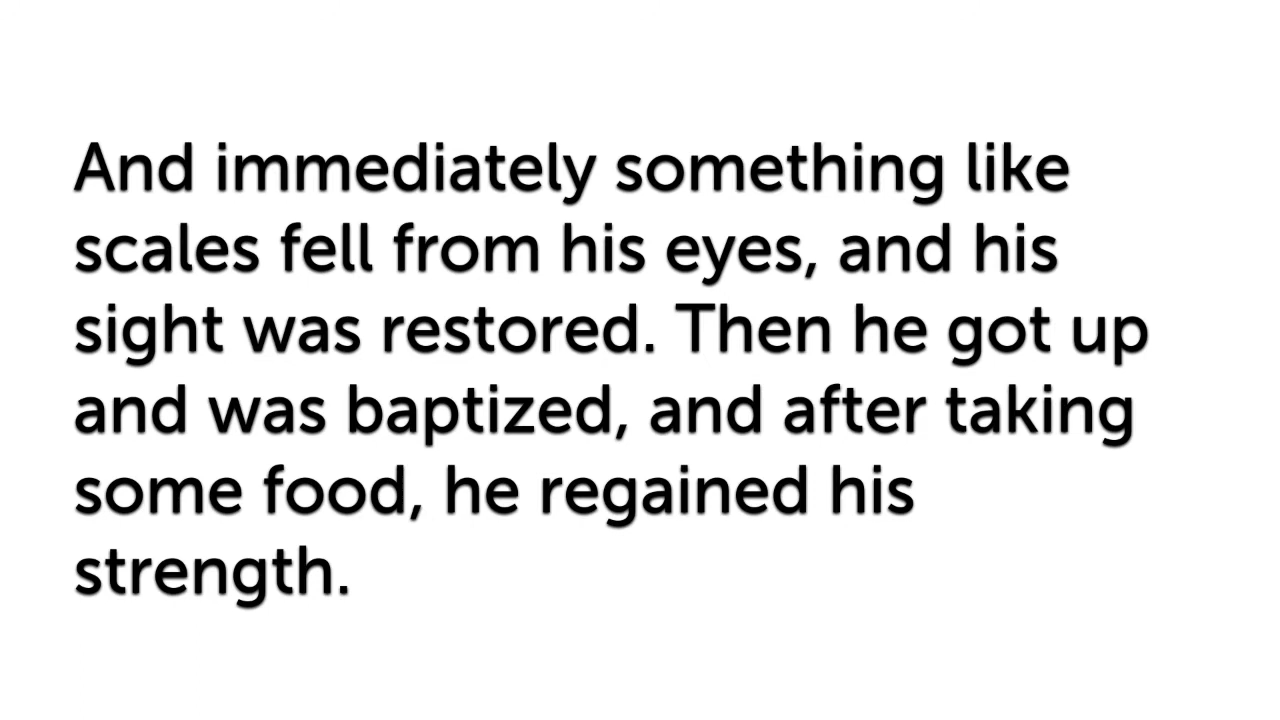 And immediately something like
scales fell from his eyes, and his
sight was restored. Then he got up
and was baptized, and after taking
some food, he regained his
strength.